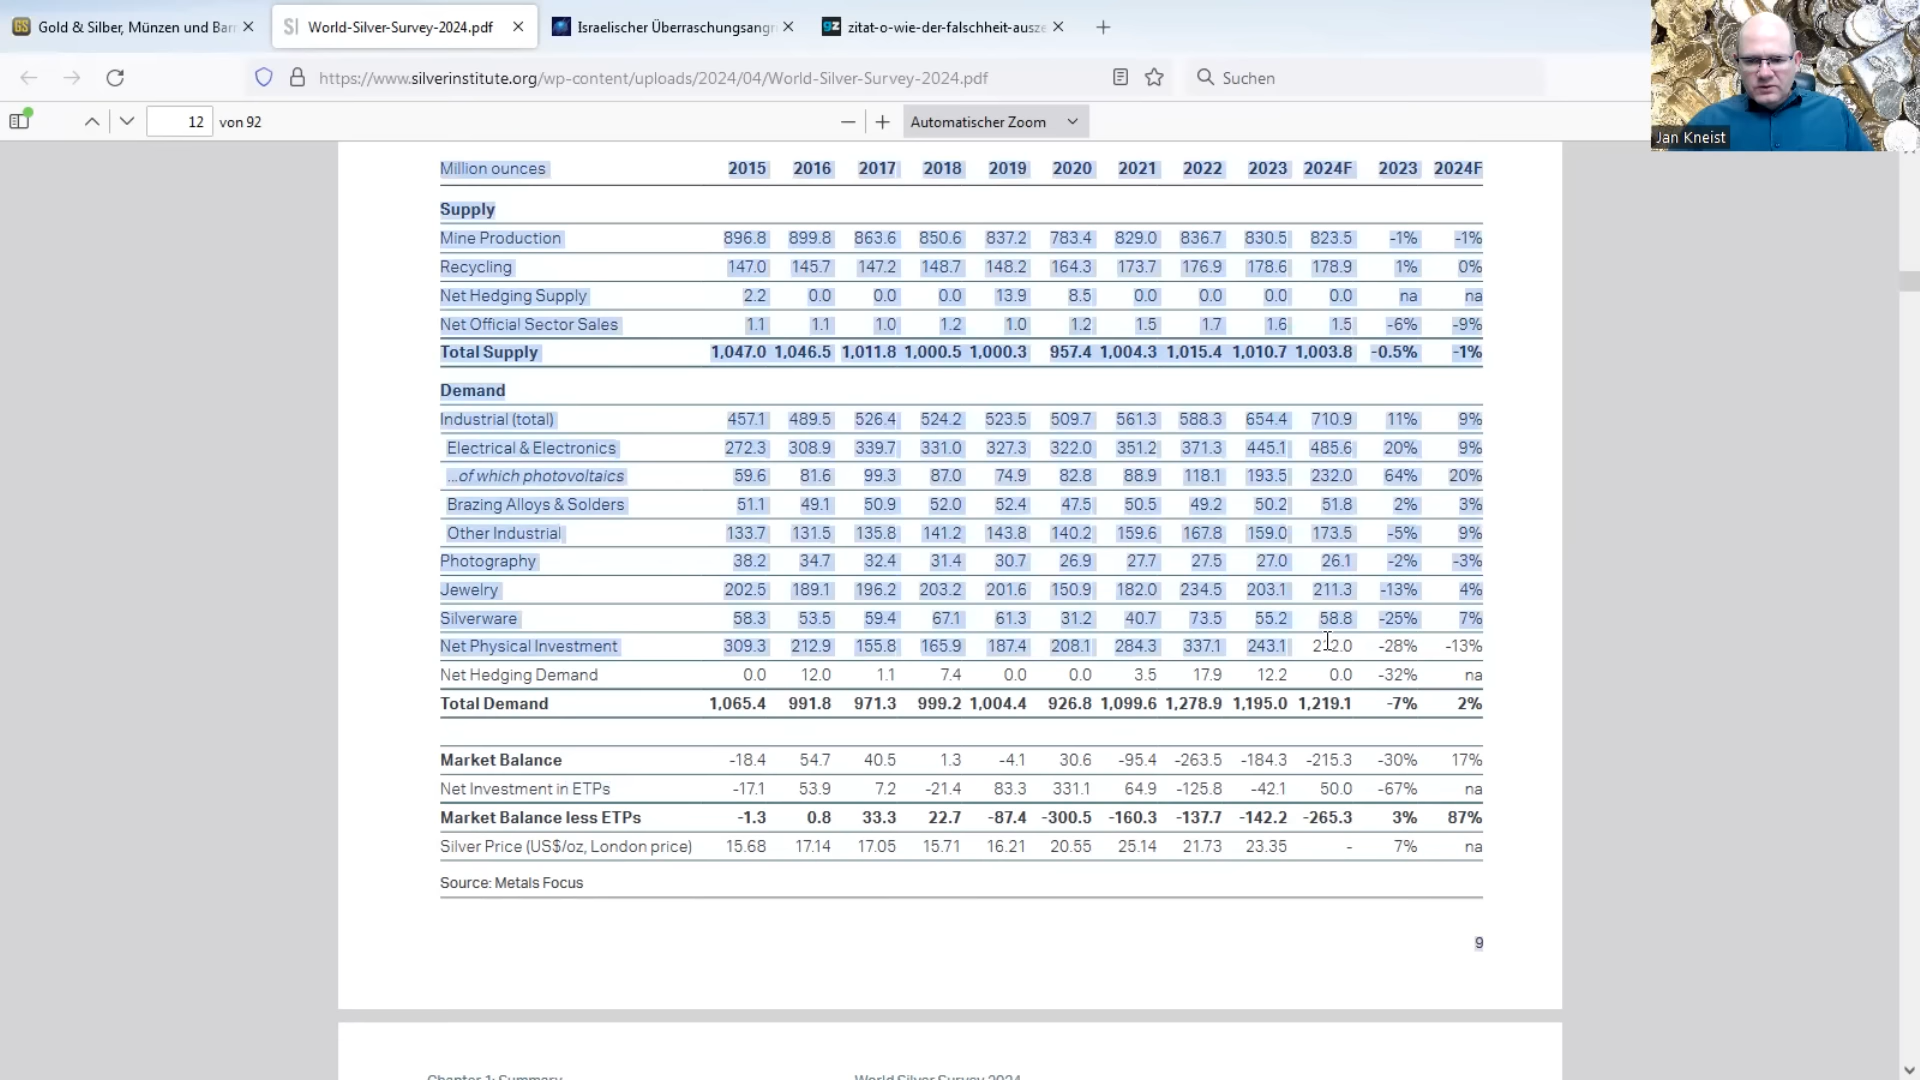 Gold & Silber, Münzen und Barr
World-Silver-Survey-2024.pdf
Israelischer Überraschungsangri
zitat-o-wie-der-falschheit-ausze
https://www.silverinstitute.org/wp-content/uploads/2024/04/World-Silver-Survey-2024.pdf
Suchen
12 von 92
Automatischer Zoom
Jan Kneist
Million ounces 2015 2016 2017 2018 2019 2020 2021 2022 2023 2024F 2023 2024F
Supply
Mine Production 896.8 899.8 863.6 850.6 837.2 783.4 829.0 836.7 830.5 823.5 -1% -1%
Recycling 147.0 145.7 147.2 148.7 148.2 164.3 173.7 176.9 178.6 178.9 1% 0%
Net Hedging Supply 2.2 0.0 0.0 0.0 13.9 8.5 0.0 0.0 0.0 0.0 na na
Net Official Sector Sales 1.1 1.1 1.0 1.2 1.0 1.2 1.5 1.7 1.6 1.5 -6% -9%
Total Supply 1,047.0 1,046.5 1,011.8 1,000.5 1,000.3 957.4 1,004.3 1,015.4 1,010.7 1,003.8 -0.5% -1%
Demand
Industrial (total) 457.1 489.5 526.4 524.2 523.5 509.7 561.3 588.3 654.4 710.9 11% 9%
Electrical & Electronics 272.3 308.9 339.7 331.0 327.3 322.0 351.2 371.3 445.1 485.6 20% 9%
...of which photovoltaics 59.6 81.6 99.3 87.0 74.9 82.8 88.9 118.1 193.5 232.0 64% 20%
Brazing Alloys & Solders 51.1 49.1 50.9 52.0 52.4 47.5 50.5 49.2 50.2 51.8 2% 3%
Other Industrial 133.7 131.5 135.8 141.2 143.8 140.2 159.6 167.8 159.0 173.5 -5% 9%
Photography 38.2 34.7 32.4 31.4 30.7 26.9 27.7 27.5 27.0 26.1 -2% -3%
Jewelry 202.5 189.1 196.2 203.2 201.6 150.9 182.0 234.5 203.1 211.3 -13% 4%
Silverware 58.3 53.5 59.4 67.1 61.3 31.2 40.7 73.5 55.2 58.8 -25% 7%
Net Physical Investment 309.3 212.9 155.8 165.9 187.4 208.1 284.3 337.1 243.1 212.0 -28% -13%
Net Hedging Demand 0.0 12.0 1.1 7.4 0.0 0.0 3.5 17.9 12.2 0.0 -32% na
Total Demand 1,065.4 991.8 971.3 999.2 1,004.4 926.8 1,099.6 1,278.9 1,195.0 1,219.1 -7% 2%
Market Balance -18.4 54.7 40.5 1.3 -4.1 30.6 -95.4 -263.5 -184.3 -215.3 -30% 17%
Net Investment in ETPs -17.1 53.9 7.2 -21.4 83.3 331.1 64.9 -125.8 -42.1 50.0 -67% na
Market Balance less ETPs -1.3 0.8 33.3 22.7 -87.4 -300.5 -160.3 -137.7 -142.2 -265.3 3% 87%
Silver Price (US$/oz, London price) 15.68 17.14 17.05 15.71 16.21 20.55 25.14 21.73 23.35 - 7% na
Source: Metals Focus
9
Chapter 1: Summary World Silver Survey 2024